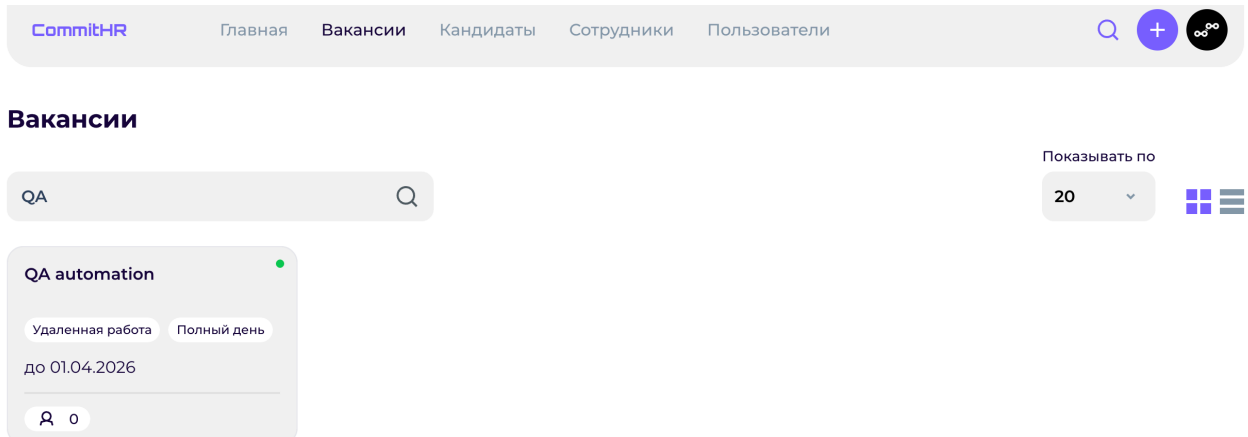 CommitHR Главная Вакансии Кандидаты Сотрудники Пользователи
Вакансии
Показывать по
QA
20
QA automation
Удаленная работа Полный день
до 01.04.2026
0